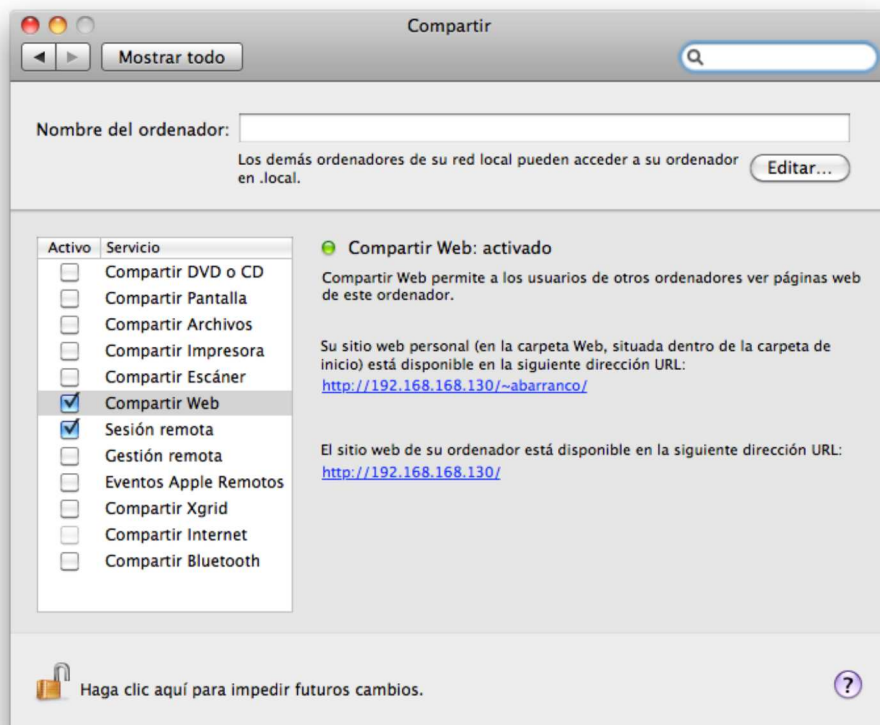 Compartir
Mostrar todo
Nombre del ordenador:
Los demás ordenadores de su red local pueden acceder a su ordenador
en .local.
Editar...
Activo Servicio
Compartir DVD o CD
Compartir Pantalla
Compartir Archivos
Compartir Impresora
Compartir Escáner
Compartir Web
Sesión remota
Gestión remota
Eventos Apple Remotos
Compartir Xgrid
Compartir Internet
Compartir Bluetooth
Compartir Web: activado
Compartir Web permite a los usuarios de otros ordenadores ver páginas web
de este ordenador.
Su sitio web personal (en la carpeta Web, situada dentro de la carpeta de
inicio) está disponible en la siguiente dirección URL:
http://192.168.168.130/~abarranco/
El sitio web de su ordenador está disponible en la siguiente dirección URL:
http://192.168.168.130/
Haga clic aquí para impedir futuros cambios.
?